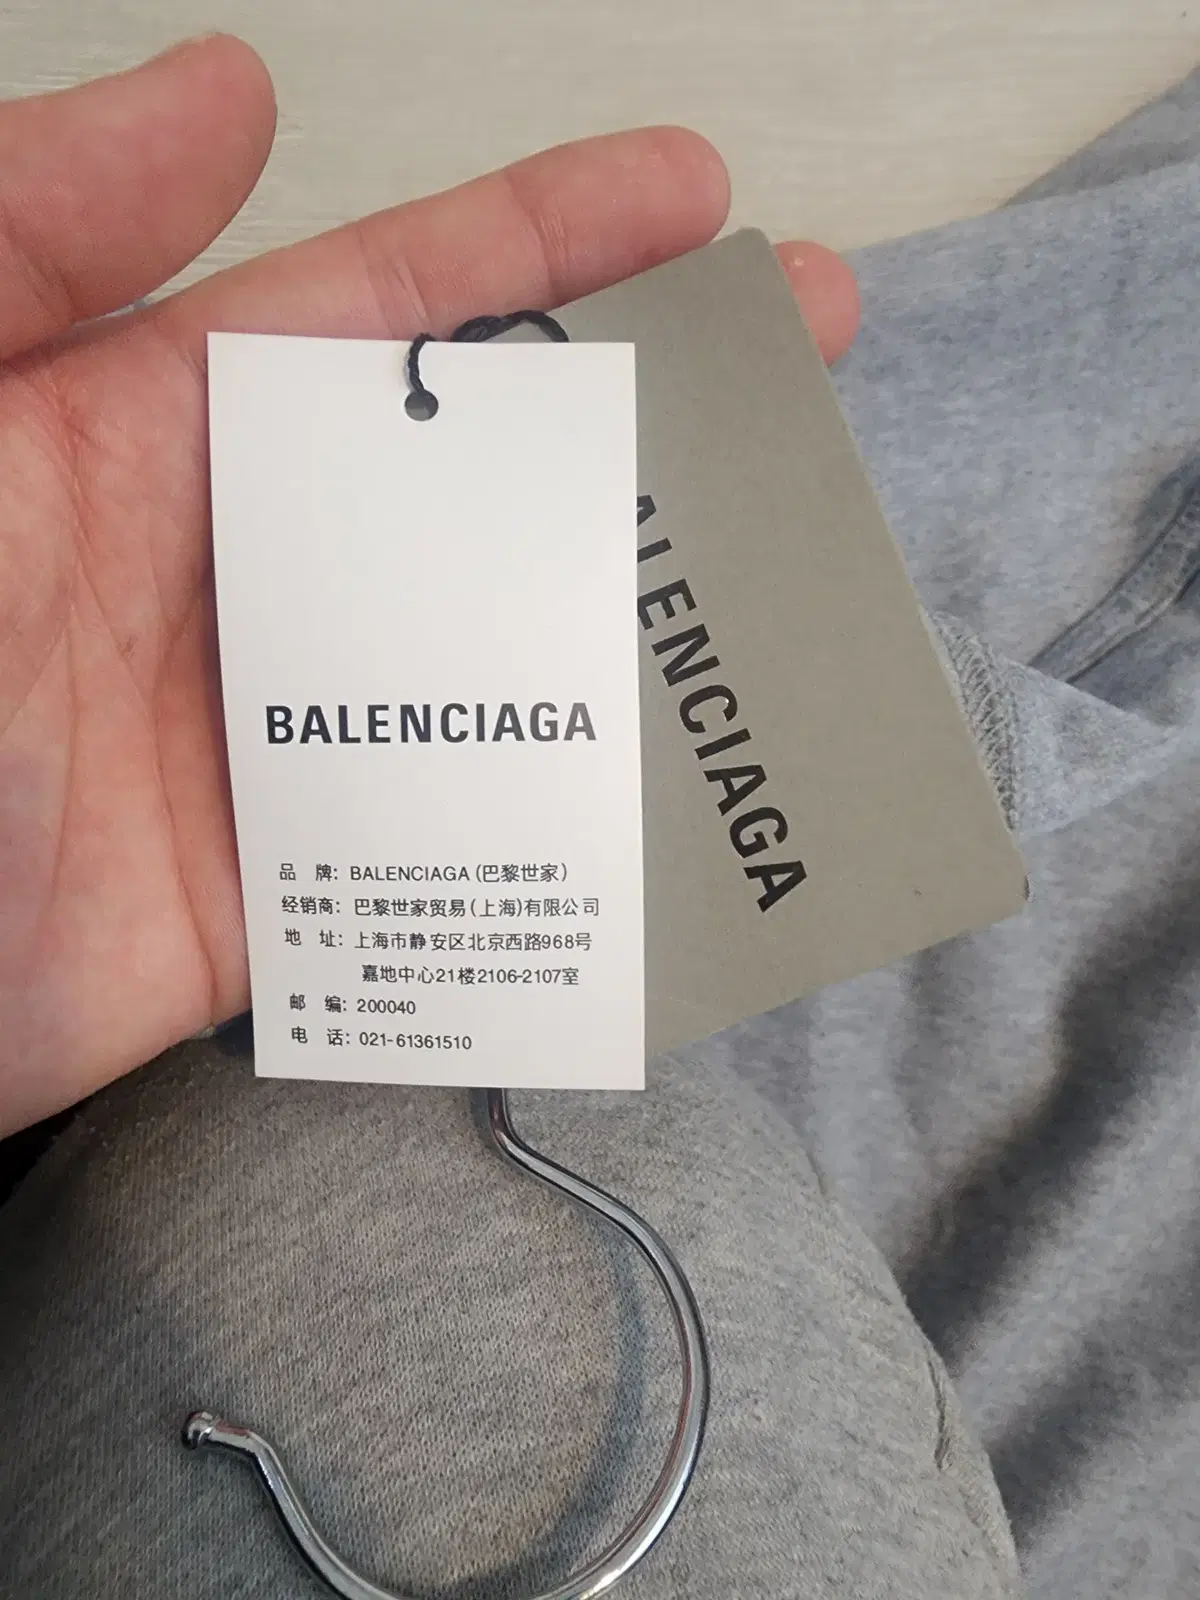 BALENCIAGA
品 牌: BALENCIAGA (巴黎世家)
经销商: 巴黎世家贸易(上海)有限公司
地 址: 上海市静安区北京西路968号
嘉地中心21楼2106-2107室
邮 编: 200040
电 话: 021-61361510
ALENCIAGA